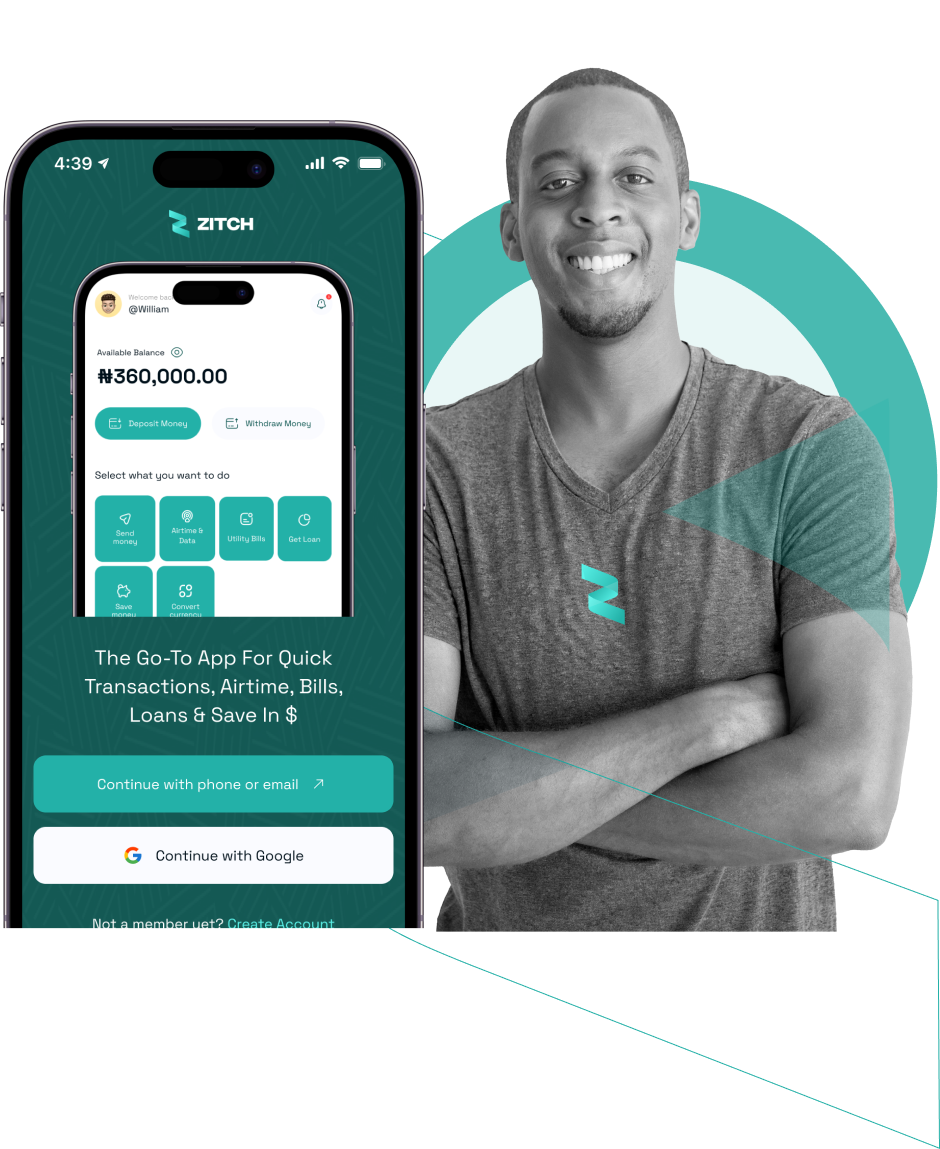 4:39
ZITCH
Welcome bac
@William
Available Balance
₦360,000.00
Deposit Money
Withdraw Money
Select what you want to do
Send
money
Airtime &
Data
Utility Bills
Get Loan
Save
money
Convert
currency
The Go-To App For Quick
Transactions, Airtime, Bills,
Loans & Save In $
Continue with phone or email
Continue with Google
Not a member yet? Create Account